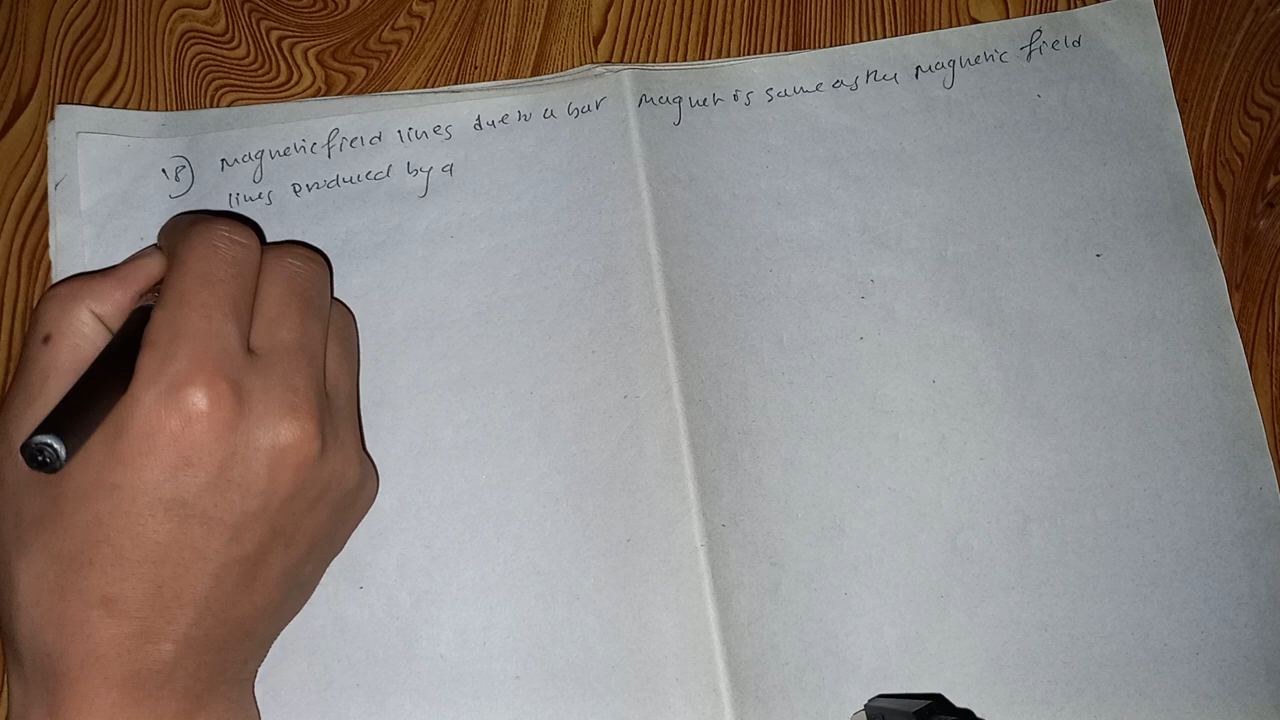 18) magnetic field lines due to a bar magnet is same as the magnetic field
lines produced by a